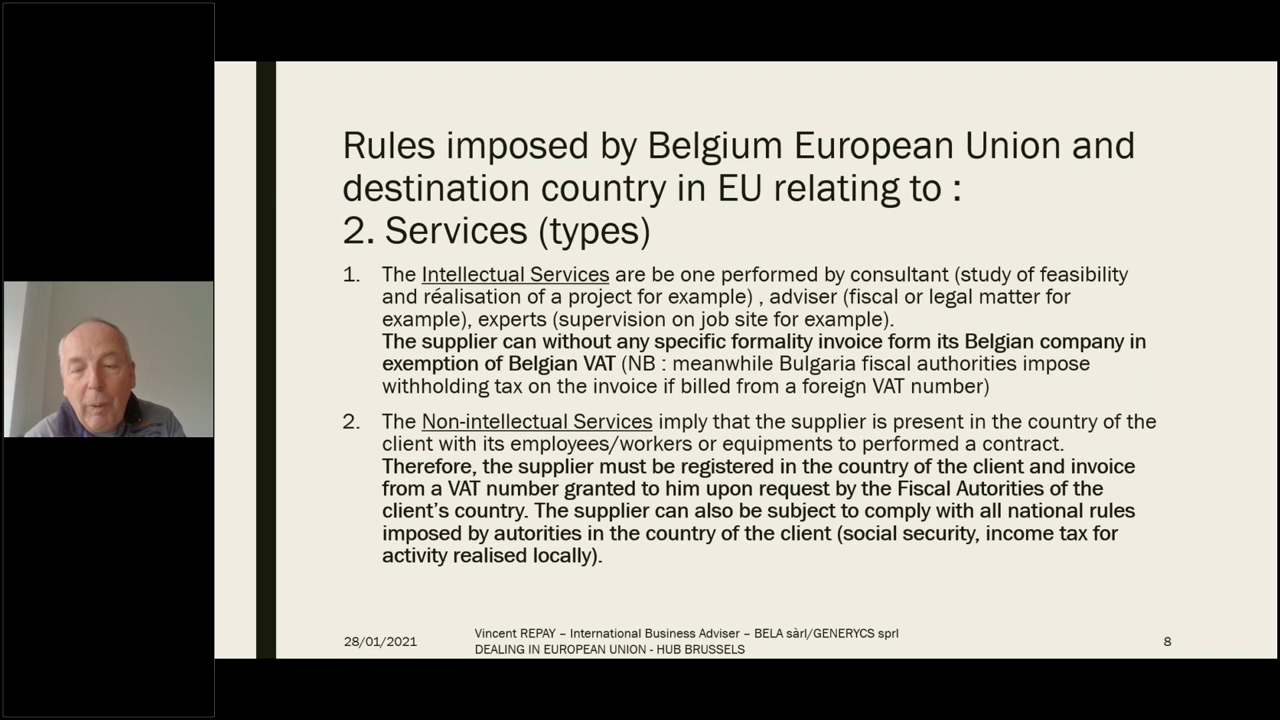 Rules imposed by Belgium European Union and
destination country in EU relating to :
2. Services (types)
1. The Intellectual Services are be one performed by consultant (study of feasibility
and réalisation of a project for example) , adviser (fiscal or legal matter for
example), experts (supervision on job site for example).
The supplier can without any specific formality invoice form its Belgian company in
exemption of Belgian VAT (NB : meanwhile Bulgaria fiscal authorities impose
withholding tax on the invoice if billed from a foreign VAT number)
2. The Non-intellectual Services imply that the supplier is present in the country of the
client with its employees/workers or equipments to performed a contract.
Therefore, the supplier must be registered in the country of the client and invoice
from a VAT number granted to him upon request by the Fiscal Autorities of the
client's country. The supplier can also be subject to comply with all national rules
imposed by autorities in the country of the client (social security, income tax for
activity realised locally).
28/01/2021
Vincent REPAY – International Business Adviser – BELA sàrl/GENERYCS sprl
DEALING IN EUROPEAN UNION - HUB BRUSSELS
8